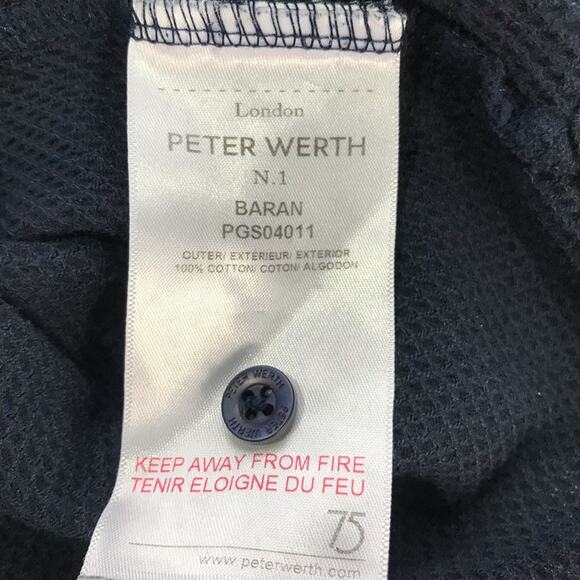 London
PETER WERTH
N.1
BARAN
PGS04011
OUTER/ EXTERIEUR/ EXTERIOR
100% COTTON/ COTON/ ALGODON
PETER WERTH
PETER WERTH
KEEP AWAY FROM FIRE
TENIR ELOIGNE DU FEU
75
www.peterwerth.com